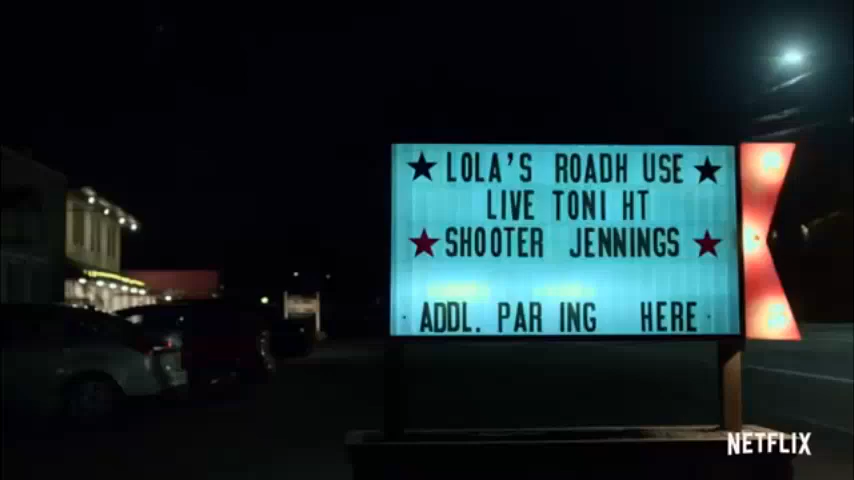 LOLA'S ROADH USE
LIVE TONI HT
SHOOTER JENNINGS
ADDL. PAR ING HERE
NETFLIX